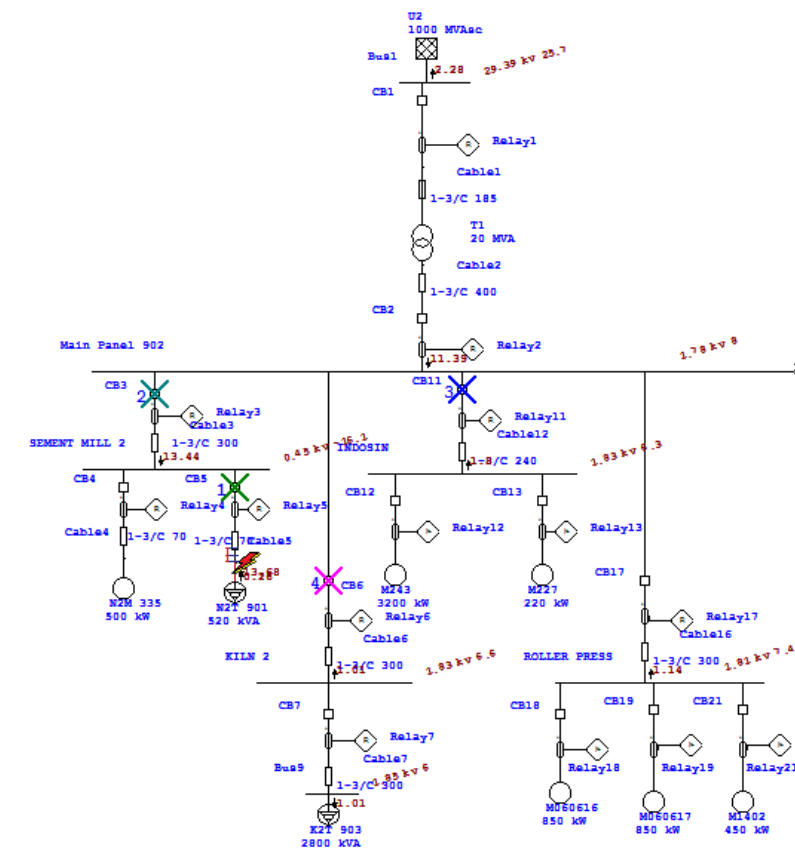 U2
1000 MVAsc
Bus1
2.28
29.39 kV 25.7
CB1
Relay1
Cable1
1-3/C 185
T1
20 MVA
Cable2
1-3/C 400
CB2
Main Panel 902
Relay2
11.39
1.78 kV 8
CB3
2
CB11
3
Relay3
Cable3
Relay11
Cable12
SEMENT MILL 2
1-3/C 300
13.44
INDOSIN
/C 240
1.83 kV 6.3
CB4
CB5
1
CB12
CB13
Relay4
Relay5
Relay12
Relay13
Cable4
1-3/C 70
Cable5
CB17
4
CB6
N2M 335
500 kW
N2T 901
520 kVA
M243
3200 kW
M227
220 kW
Relay6
Cable6
Relay17
Cable16
KILN 2
1-3/C 300
1.01
1.83 kV 6.6
ROLLER PRESS
1-3/C 300
1.14
1.81 kV 7.4
CB7
CB18
CB19
CB21
Relay7
Cable7
Relay18
Relay19
Relay21
Bus9
1-3/C 300
1.85 kV 6
1.01
K2T 903
2800 kVA
M060616
850 kW
M060617
850 kW
M1402
450 kW